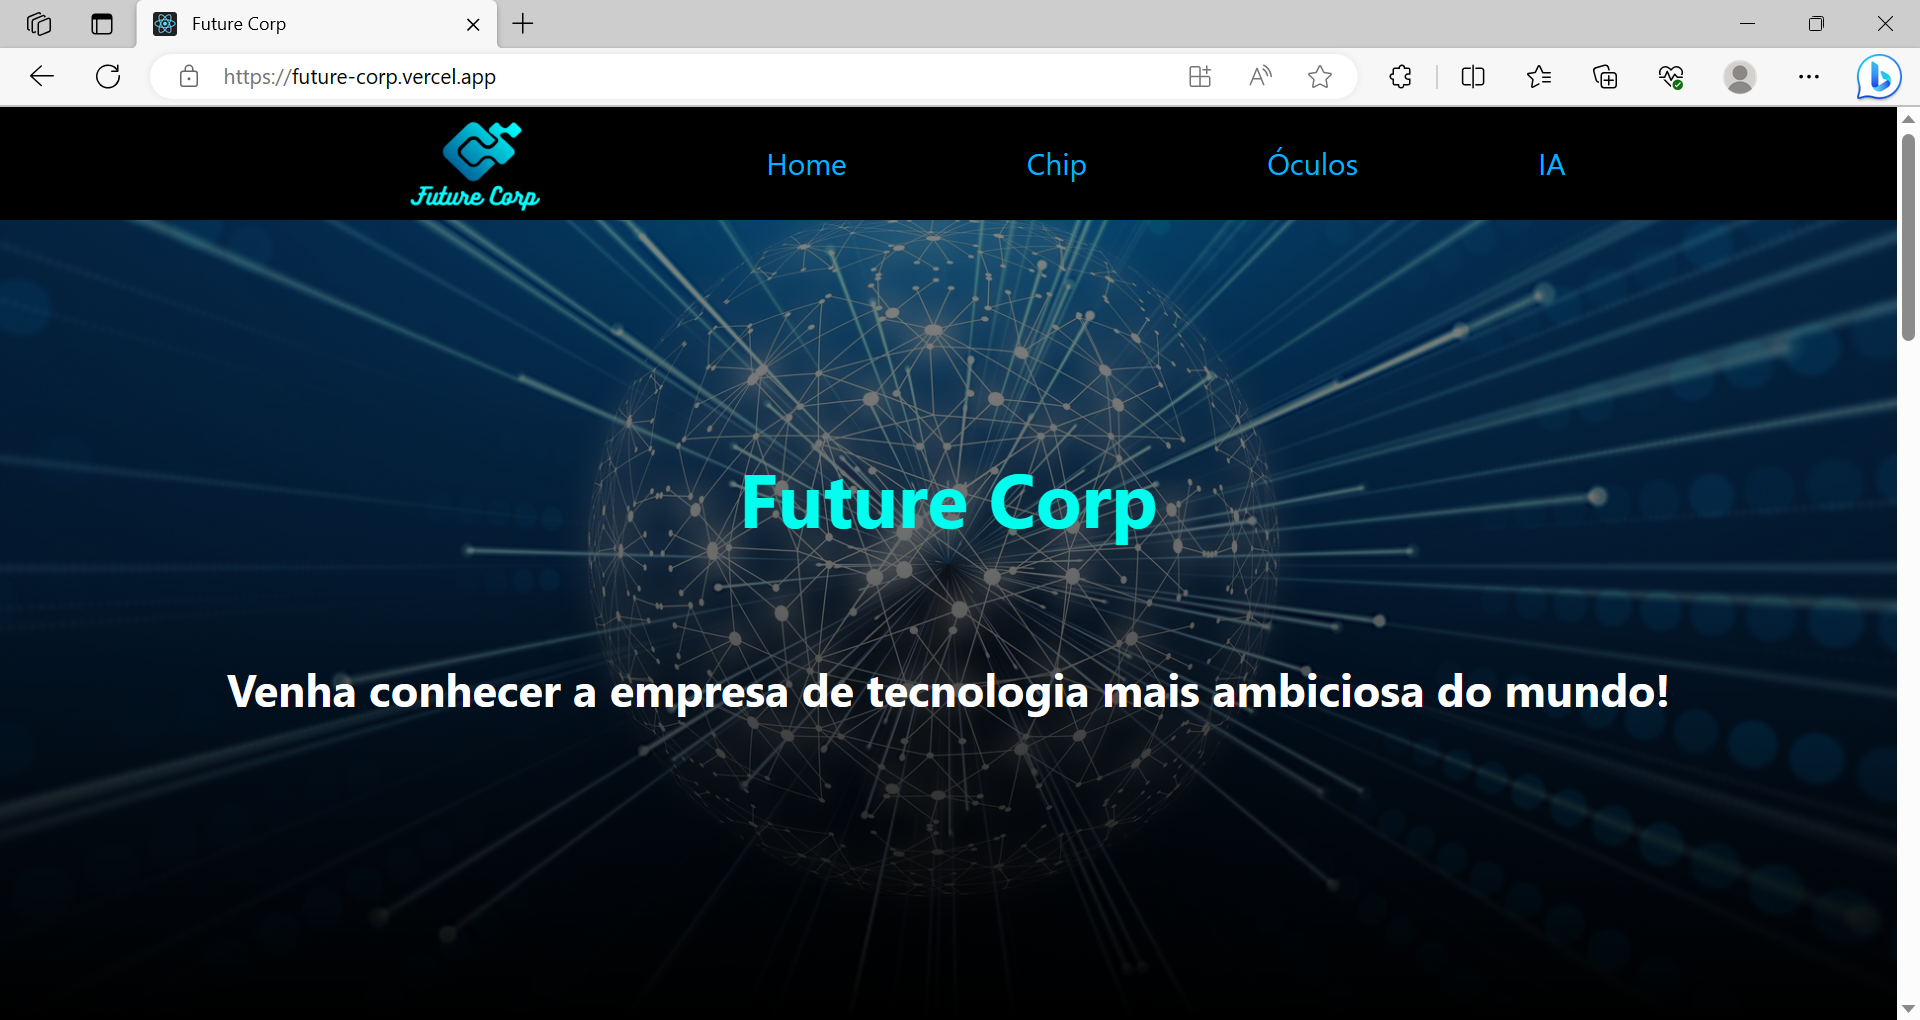 Future Corp
https://future-corp.vercel.app
Future Corp
Home Chip Óculos IA
Future Corp
Venha conhecer a empresa de tecnologia mais ambiciosa do mundo!